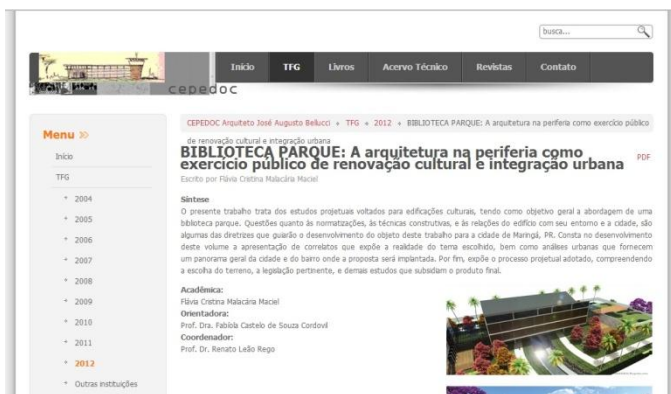 busca...
Início TFG Livros Acervo Técnico Revistas Contato
cepedoc
CEPEDOC Arquiteto José Augusto Bellucci » TFG » 2012 » BIBLIOTECA PARQUE: A arquitetura na periferia como exercício público
de renovação cultural e integração urbana
Menu »
Início
TFG
+ 2004
+ 2005
+ 2006
+ 2007
+ 2008
+ 2009
+ 2010
+ 2011
+ 2012
+ Outras instituições
BIBLIOTECA PARQUE: A arquitetura na periferia como
exercício público de renovação cultural e integração urbana
PDF
Escrito por Flávia Cristina Malacária Maciel
Síntese
O presente trabalho trata dos estudos projetuais voltados para edificações culturais, tendo como objetivo geral a abordagem de uma
biblioteca parque. Questões quanto às normatizações, às técnicas construtivas, e às relações do edifício com seu entorno e a cidade, são
algumas das diretrizes que guiarão o desenvolvimento do objeto deste trabalho para a cidade de Maringá, PR. Consta no desenvolvimento
deste volume a apresentação de correlatos que expõe a realidade do tema escolhido, bem como análises urbanas que fornecem
um panorama geral da cidade e do bairro onde a proposta será implantada. Por fim, expõe o processo projetual adotado, compreendendo
a escolha do terreno, a legislação pertinente, e demais estudos que subsidiam o produto final.
Acadêmica:
Flávia Cristina Malacária Maciel
Orientadora:
Prof. Dra. Fabíola Castelo de Souza Cordovil
Coordenador:
Prof. Dr. Renato Leão Rego